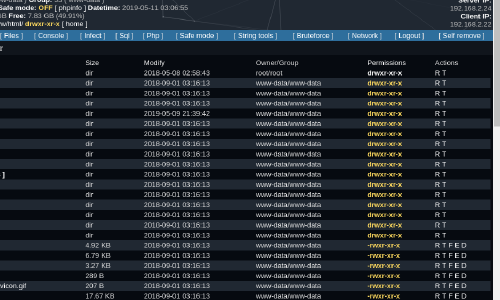 Server IP:
Safe mode: OFF [ phpinfo ] Datetime: 2019-05-11 03:06:55
192.168.2.24
Free: 7.83 GB (49.91%)
Client IP:
drwxr-xr-x [ home ]
192.168.2.22
[ Files ] [ Console ] [ Infect ] [ Sql ] [ Php ] [ Safe mode ] [ String tools ] [ Bruteforce ] [ Network ] [ Logout ] [ Self remove ]
Size Modify Owner/Group Permissions Actions
dir 2018-05-08 02:58:43 root/root drwxr-xr-x R T
dir 2018-09-01 03:16:13 www-data/www-data drwxr-xr-x R T
dir 2018-09-01 03:16:13 www-data/www-data drwxr-xr-x R T
dir 2018-09-01 03:16:13 www-data/www-data drwxr-xr-x R T
dir 2019-05-09 21:39:42 www-data/www-data drwxr-xr-x R T
dir 2018-09-01 03:16:13 www-data/www-data drwxr-xr-x R T
dir 2018-09-01 03:16:13 www-data/www-data drwxr-xr-x R T
dir 2018-09-01 03:16:13 www-data/www-data drwxr-xr-x R T
dir 2018-09-01 03:16:13 www-data/www-data drwxr-xr-x R T
dir 2018-09-01 03:16:13 www-data/www-data drwxr-xr-x R T
] dir 2018-09-01 03:16:13 www-data/www-data drwxr-xr-x R T
dir 2018-09-01 03:16:13 www-data/www-data drwxr-xr-x R T
dir 2018-09-01 03:16:13 www-data/www-data drwxr-xr-x R T
dir 2018-09-01 03:16:13 www-data/www-data drwxr-xr-x R T
dir 2018-09-01 03:16:13 www-data/www-data drwxr-xr-x R T
dir 2018-09-01 03:16:13 www-data/www-data drwxr-xr-x R T
dir 2018-09-01 03:16:13 www-data/www-data drwxr-xr-x R T
4.92 KB 2018-09-01 03:16:13 www-data/www-data -rwxr-xr-x R T F E D
6.79 KB 2018-09-01 03:16:13 www-data/www-data -rwxr-xr-x R T F E D
3.27 KB 2018-09-01 03:16:13 www-data/www-data -rwxr-xr-x R T F E D
289 B 2018-09-01 03:16:13 www-data/www-data -rwxr-xr-x R T F E D
vicon.gif 207 B 2018-09-01 03:16:13 www-data/www-data -rwxr-xr-x R T F E D
17.67 KB 2018-09-01 03:16:13 www-data/www-data -rwxr-xr-x R T F E D